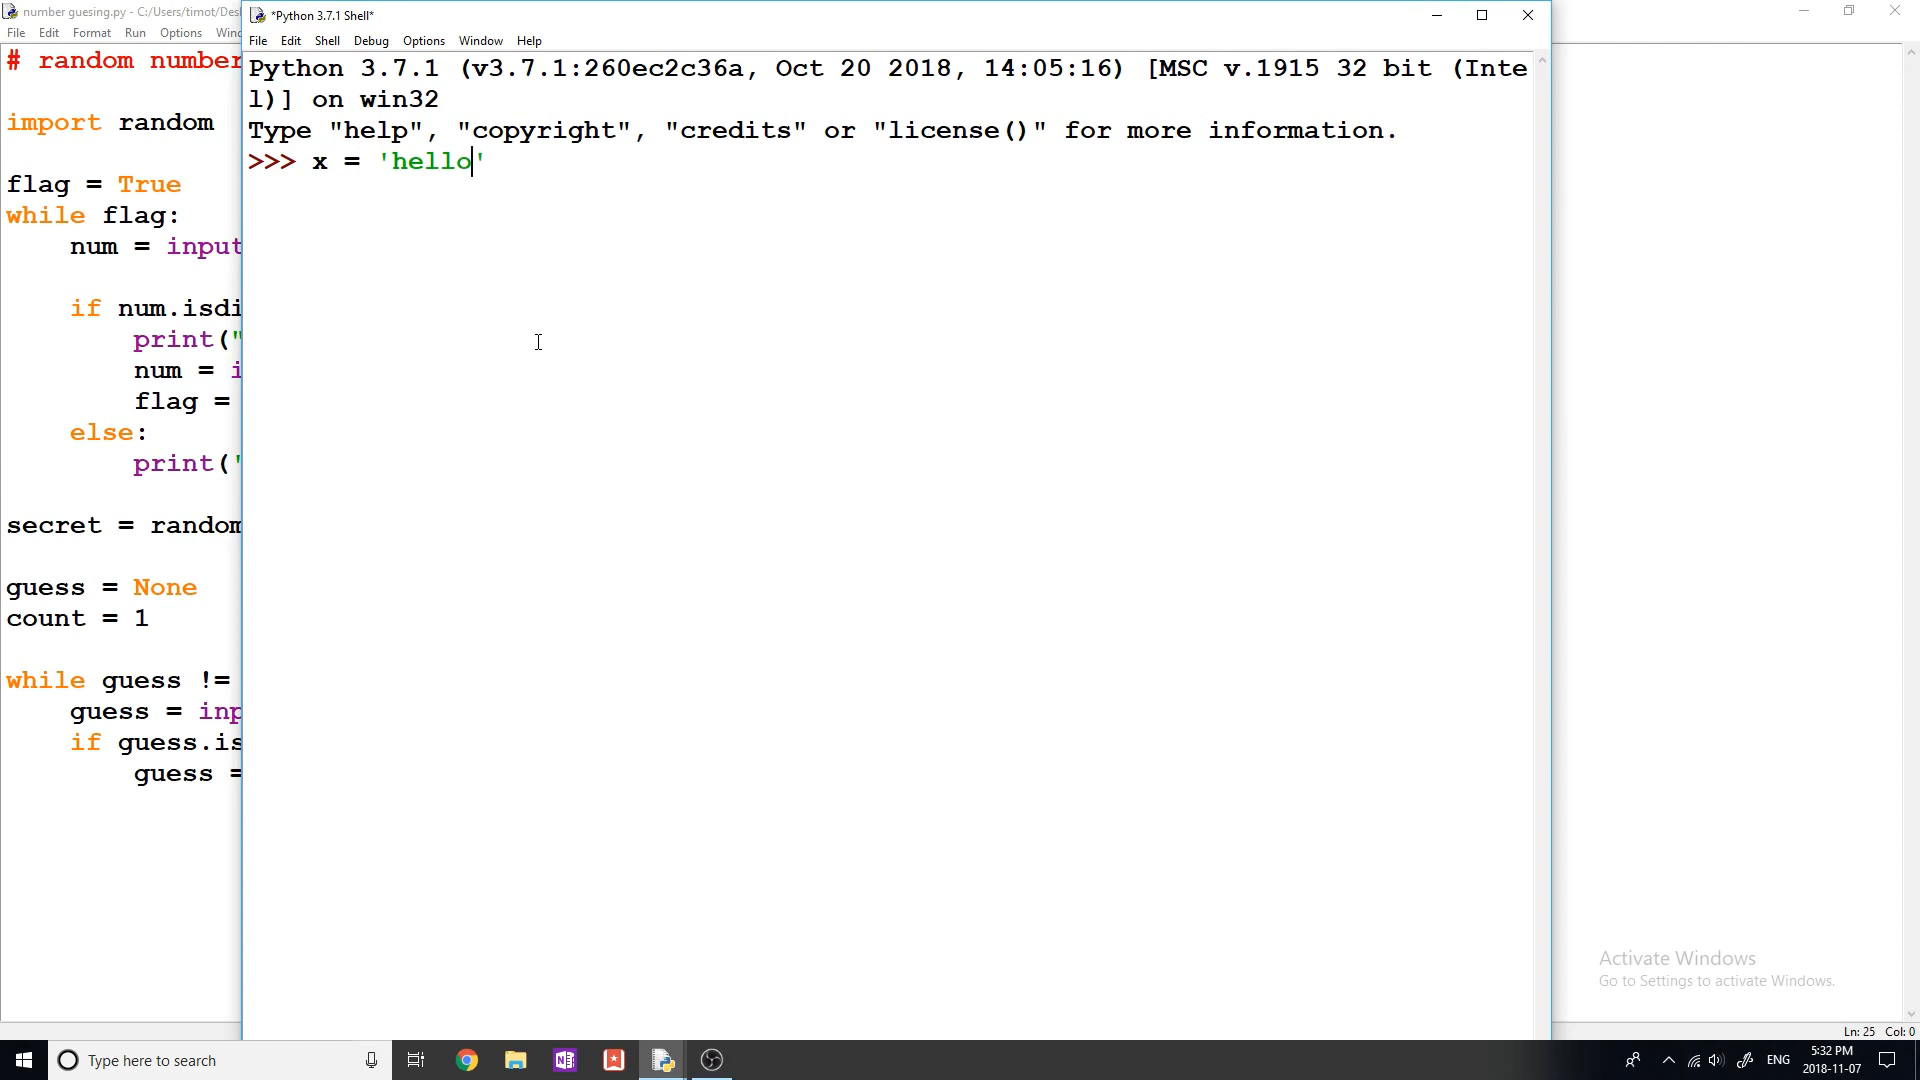 number guesing.py - C:/Users/timot/Des
File Edit Format Run Options Wind
# random number
import random
flag = True
while flag:
num = input
if num.isdi
print("
num = i
flag =
else:
print('
secret = random
guess = None
count = 1
while guess !=
guess = inp
if guess.is
guess =
*Python 3.7.1 Shell*
File Edit Shell Debug Options Window Help
Python 3.7.1 (v3.7.1:260ec2c36a, Oct 20 2018, 14:05:16) [MSC v.1915 32 bit (Inte
l)] on win32
Type "help", "copyright", "credits" or "license()" for more information.
>>> x = 'hello'
Activate Windows
Go to Settings to activate Windows.
Ln: 25 Col: 0
Type here to search
ENG
5:32 PM
2018-11-07